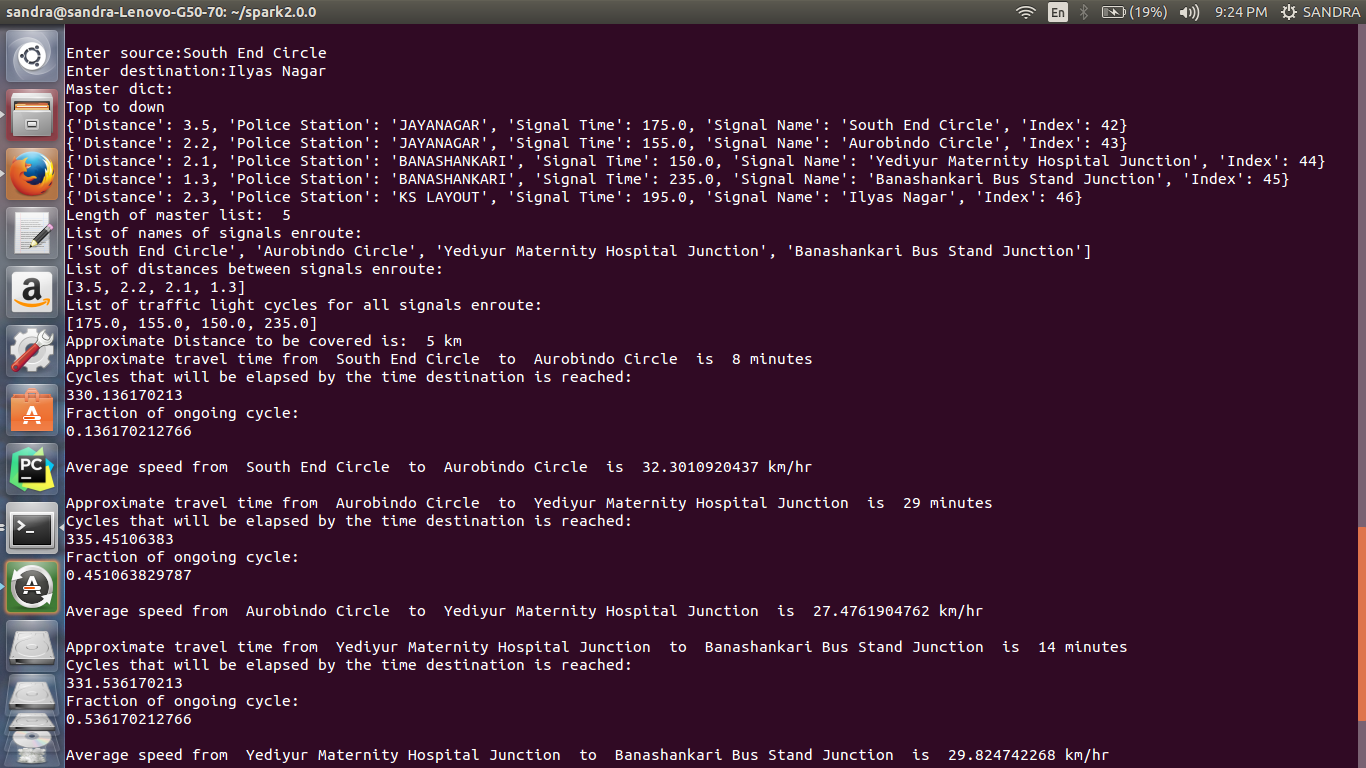 sandra@sandra-Lenovo-G50-70: ~/spark2.0.0
En (19%) 9:24 PM SANDRA
Enter source:South End Circle
Enter destination:Ilyas Nagar
Master dict:
Top to down
{'Distance': 3.5, 'Police Station': 'JAYANAGAR', 'Signal Time': 175.0, 'Signal Name': 'South End Circle', 'Index': 42}
{'Distance': 2.2, 'Police Station': 'JAYANAGAR', 'Signal Time': 155.0, 'Signal Name': 'Aurobindo Circle', 'Index': 43}
{'Distance': 2.1, 'Police Station': 'BANASHANKARI', 'Signal Time': 150.0, 'Signal Name': 'Yediyur Maternity Hospital Junction', 'Index': 44}
{'Distance': 1.3, 'Police Station': 'BANASHANKARI', 'Signal Time': 235.0, 'Signal Name': 'Banashankari Bus Stand Junction', 'Index': 45}
{'Distance': 2.3, 'Police Station': 'KS LAYOUT', 'Signal Time': 195.0, 'Signal Name': 'Ilyas Nagar', 'Index': 46}
Length of master list:  5
List of names of signals enroute:
['South End Circle', 'Aurobindo Circle', 'Yediyur Maternity Hospital Junction', 'Banashankari Bus Stand Junction']
List of distances between signals enroute:
[3.5, 2.2, 2.1, 1.3]
List of traffic light cycles for all signals enroute:
[175.0, 155.0, 150.0, 235.0]
Approximate Distance to be covered is:  5 km
Approximate travel time from  South End Circle  to  Aurobindo Circle  is  8 minutes
Cycles that will be elapsed by the time destination is reached:
330.136170213
Fraction of ongoing cycle:
0.136170212766
Average speed from  South End Circle  to  Aurobindo Circle  is  32.3010920437 km/hr
Approximate travel time from  Aurobindo Circle  to  Yediyur Maternity Hospital Junction  is  29 minutes
Cycles that will be elapsed by the time destination is reached:
335.45106383
Fraction of ongoing cycle:
0.451063829787
Average speed from  Aurobindo Circle  to  Yediyur Maternity Hospital Junction  is  27.4761904762 km/hr
Approximate travel time from  Yediyur Maternity Hospital Junction  to  Banashankari Bus Stand Junction  is  14 minutes
Cycles that will be elapsed by the time destination is reached:
331.536170213
Fraction of ongoing cycle:
0.536170212766
Average speed from  Yediyur Maternity Hospital Junction  to  Banashankari Bus Stand Junction  is  29.824742268 km/hr
a
PC